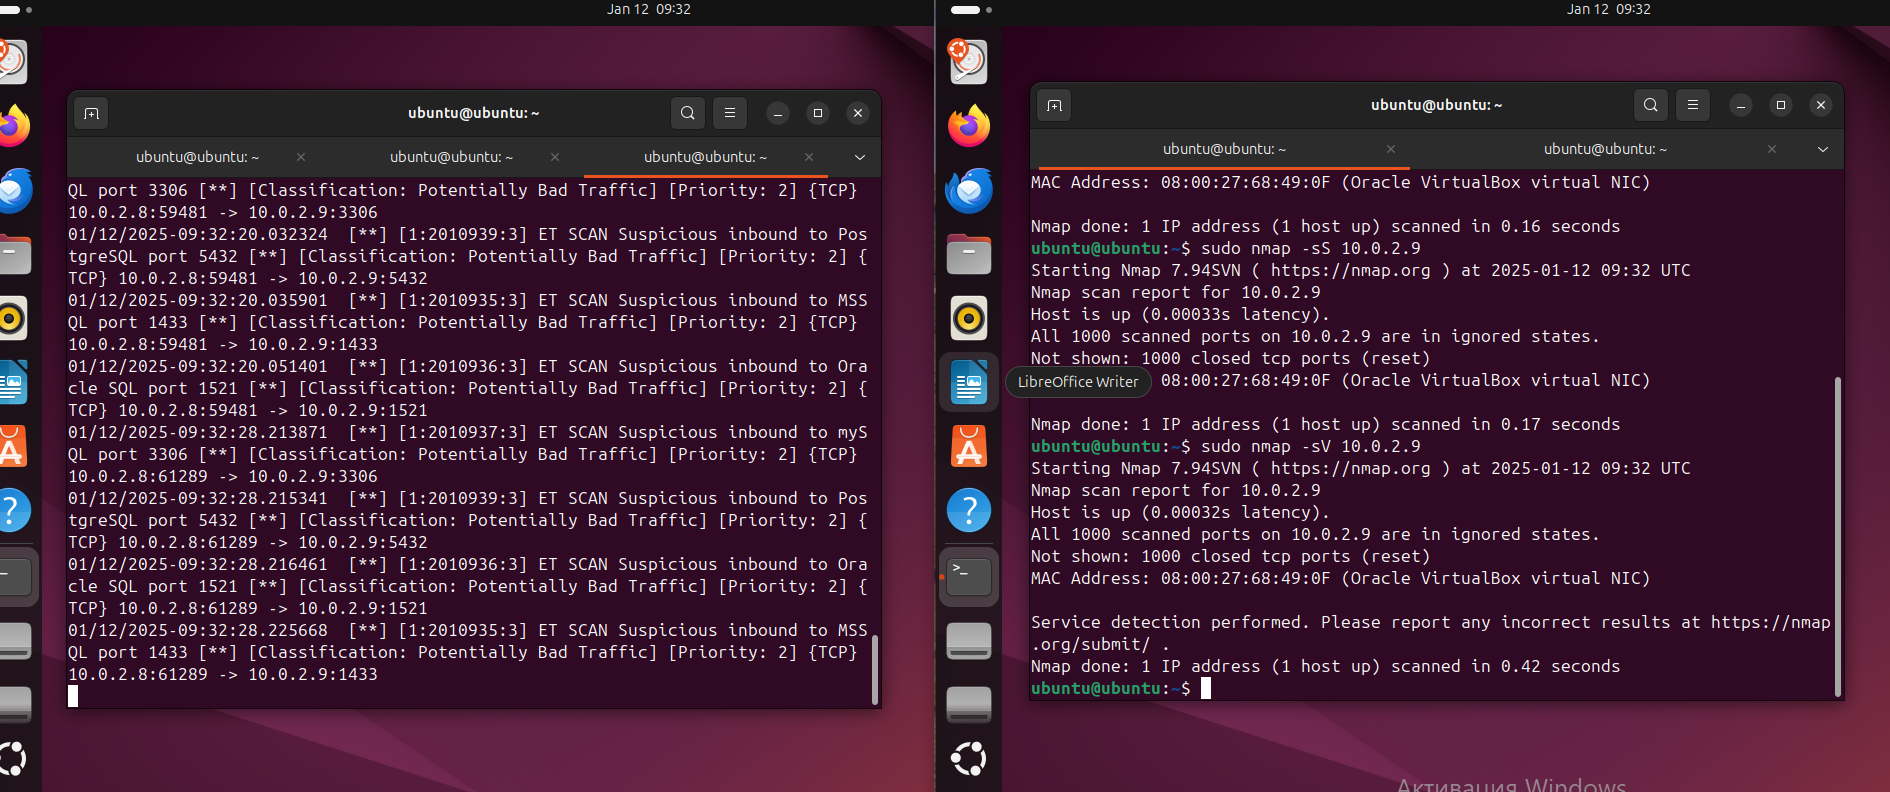 Jan 12 09:32
ubuntu@ubuntu: ~
ubuntu@ubuntu: ~
ubuntu@ubuntu: ~
ubuntu@ubuntu: ~
QL port 3306 [**] [Classification: Potentially Bad Traffic] [Priority: 2] {TCP}
10.0.2.8:59481 -> 10.0.2.9:3306
01/12/2025-09:32:20.032324  [**] [1:2010939:3] ET SCAN Suspicious inbound to Pos
tgreSQL port 5432 [**] [Classification: Potentially Bad Traffic] [Priority: 2] {
TCP} 10.0.2.8:59481 -> 10.0.2.9:5432
01/12/2025-09:32:20.035901  [**] [1:2010935:3] ET SCAN Suspicious inbound to MSS
QL port 1433 [**] [Classification: Potentially Bad Traffic] [Priority: 2] {TCP}
10.0.2.8:59481 -> 10.0.2.9:1433
01/12/2025-09:32:20.051401  [**] [1:2010936:3] ET SCAN Suspicious inbound to Ora
cle SQL port 1521 [**] [Classification: Potentially Bad Traffic] [Priority: 2] {
TCP} 10.0.2.8:59481 -> 10.0.2.9:1521
01/12/2025-09:32:28.213871  [**] [1:2010937:3] ET SCAN Suspicious inbound to myS
QL port 3306 [**] [Classification: Potentially Bad Traffic] [Priority: 2] {TCP}
10.0.2.8:61289 -> 10.0.2.9:3306
01/12/2025-09:32:28.215341  [**] [1:2010939:3] ET SCAN Suspicious inbound to Pos
tgreSQL port 5432 [**] [Classification: Potentially Bad Traffic] [Priority: 2] {
TCP} 10.0.2.8:61289 -> 10.0.2.9:5432
01/12/2025-09:32:28.216461  [**] [1:2010936:3] ET SCAN Suspicious inbound to Ora
cle SQL port 1521 [**] [Classification: Potentially Bad Traffic] [Priority: 2] {
TCP} 10.0.2.8:61289 -> 10.0.2.9:1521
01/12/2025-09:32:28.225668  [**] [1:2010935:3] ET SCAN Suspicious inbound to MSS
QL port 1433 [**] [Classification: Potentially Bad Traffic] [Priority: 2] {TCP}
10.0.2.8:61289 -> 10.0.2.9:1433
Jan 12 09:32
ubuntu@ubuntu: ~
ubuntu@ubuntu: ~
ubuntu@ubuntu: ~
MAC Address: 08:00:27:68:49:0F (Oracle VirtualBox virtual NIC)
Nmap done: 1 IP address (1 host up) scanned in 0.16 seconds
ubuntu@ubuntu:~$ sudo nmap -sS 10.0.2.9
Starting Nmap 7.94SVN ( https://nmap.org ) at 2025-01-12 09:32 UTC
Nmap scan report for 10.0.2.9
Host is up (0.00033s latency).
All 1000 scanned ports on 10.0.2.9 are in ignored states.
Not shown: 1000 closed tcp ports (reset)
LibreOffice Writer
08:00:27:68:49:0F (Oracle VirtualBox virtual NIC)
Nmap done: 1 IP address (1 host up) scanned in 0.17 seconds
ubuntu@ubuntu:~$ sudo nmap -sV 10.0.2.9
Starting Nmap 7.94SVN ( https://nmap.org ) at 2025-01-12 09:32 UTC
Nmap scan report for 10.0.2.9
Host is up (0.00032s latency).
All 1000 scanned ports on 10.0.2.9 are in ignored states.
Not shown: 1000 closed tcp ports (reset)
MAC Address: 08:00:27:68:49:0F (Oracle VirtualBox virtual NIC)
Service detection performed. Please report any incorrect results at https://nmap
.org/submit/ .
Nmap done: 1 IP address (1 host up) scanned in 0.42 seconds
ubuntu@ubuntu:~$
Активация Windows